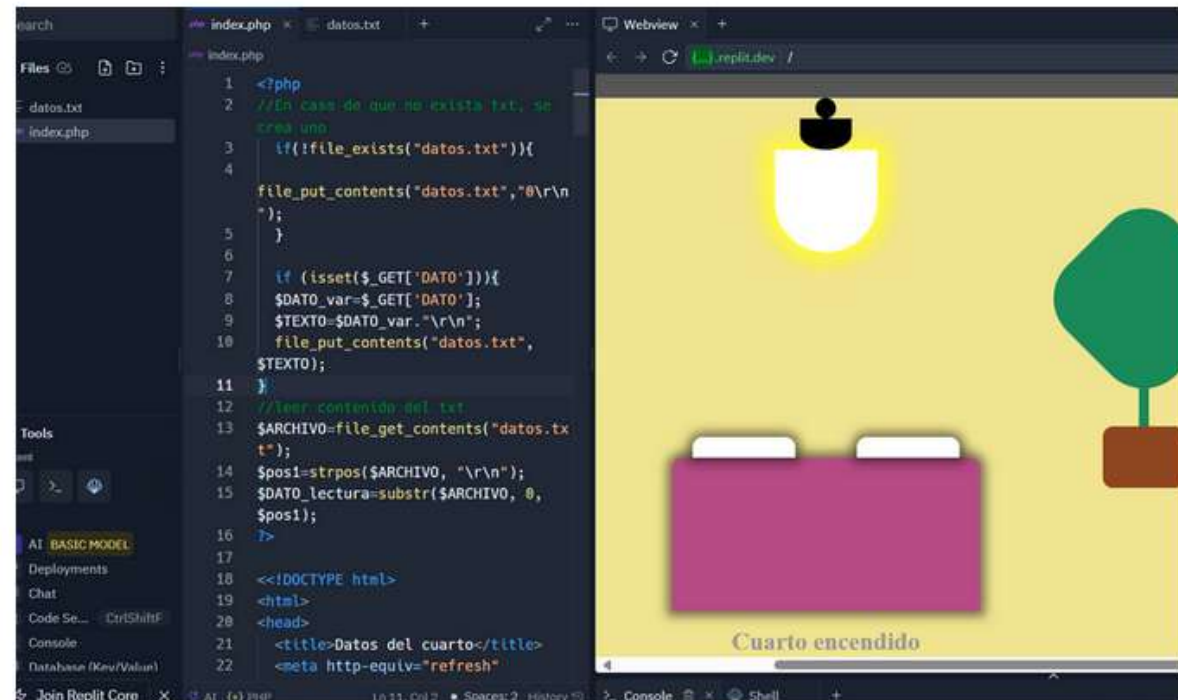 earch
Files
datos.txt
index.php
Tools
AI BASIC MODEL
Deployments
Chat
Code Se... CtrlShiftF
Console
Database (Key/Value)
Join Replit Core ×
php index.php × datos.txt + ...
php index.php
1 <?php
2 //En caso de que no exista txt, se
crea uno
3 if(!file_exists("datos.txt")){
4
file_put_contents("datos.txt","0\r\n
");
5 }
6
7 if (isset($_GET['DATO'])){
8 $DATO_var=$_GET['DATO'];
9 $TEXTO=$DATO_var."\r\n";
10 file_put_contents("datos.txt",
$TEXTO);
11 }
12 //leer contenido del txt
13 $ARCHIVO=file_get_contents("datos.tx
t");
14 $pos1=strpos($ARCHIVO, "\r\n");
15 $DATO_lectura=substr($ARCHIVO, 0,
$pos1);
16 ?>
17
18 <<!DOCTYPE html>
19 <html>
20 <head>
21 <title>Datos del cuarto</title>
22 <meta http-equiv="refresh"
AI {•} PHP Ln 11, Col 2 • Spaces: 2 History
Webview × +
(...).replit.dev /
Cuarto encendido
Console × Shell +